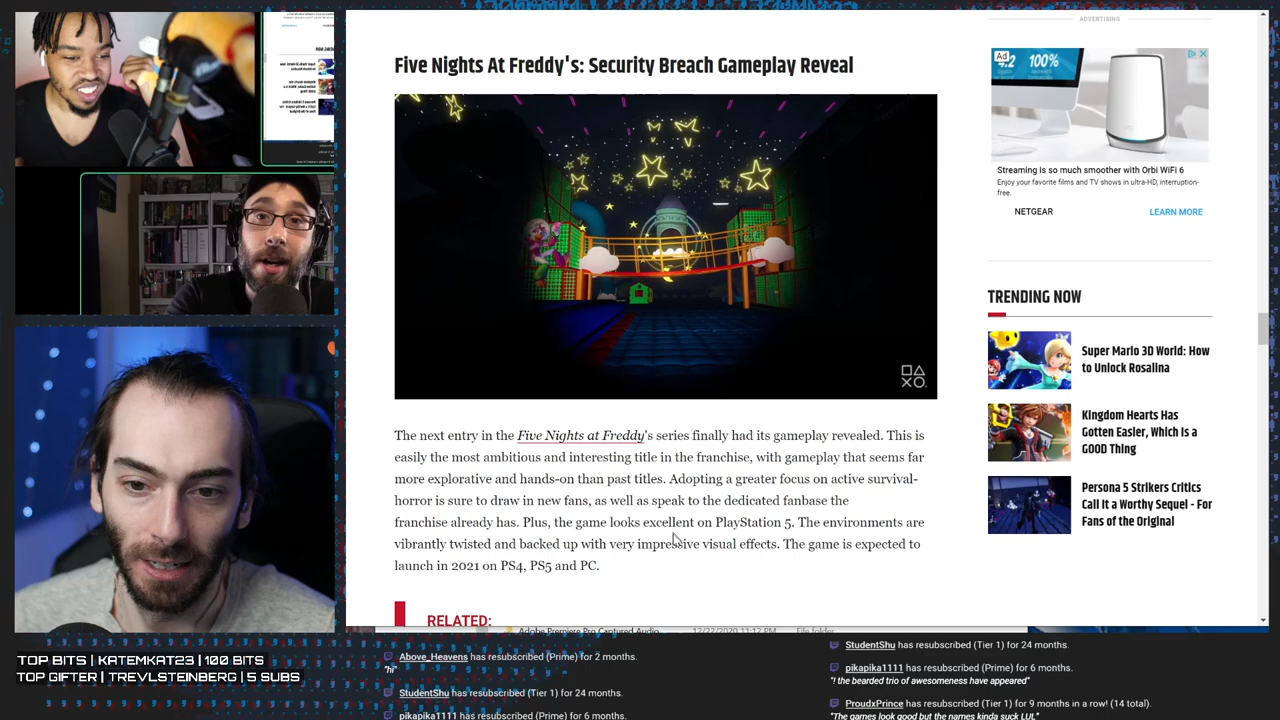 ADVERTISING
Five Nights At Freddy's: Security Breach Gameplay Reveal
Ad
100%
Streaming is so much smoother with Orbi WiFi 6
Enjoy your favorite films and TV shows in ultra-HD, interruption-
free.
NETGEAR
LEARN MORE
TRENDING NOW
Super Mario 3D World: How
to Unlock Rosalina
Kingdom Hearts Has
Gotten Easier, Which Is a
GOOD Thing
Persona 5 Strikers Critics
Call It a Worthy Sequel - For
Fans of the Original
The next entry in the Five Nights at Freddy's series finally had its gameplay revealed. This is
easily the most ambitious and interesting title in the franchise, with gameplay that seems far
more explorative and hands-on than past titles. Adopting a greater focus on active survival-
horror is sure to draw in new fans, as well as speak to the dedicated fanbase the
franchise already has. Plus, the game looks excellent on PlayStation 5. The environments are
vibrantly twisted and backed up with very impressive visual effects. The game is expected to
launch in 2021 on PS4, PS5 and PC.
RELATED:
Adobe Premiere Pro Captured Audio 12/22/2020 11:12 PM File folder
TOP BITS | KATEMKAT23 | 100 BITS
TOP GIFTER | TREVLSTEINBERG | 5 SUBS
Above_Heavens has resubscribed (Prime) for 2 months.
"hi"
StudentShu has resubscribed (Tier 1) for 24 months.
pikapika1111 has resubscribed (Prime) for 6 months.
StudentShu has resubscribed (Tier 1) for 24 months.
pikapika1111 has resubscribed (Prime) for 6 months.
"! the bearded trio of awesomeness have appeared"
ProudxPrince has resubscribed (Tier 1) for 9 months in a row! (14 total).
"The games look good but the names kinda suck LUL"